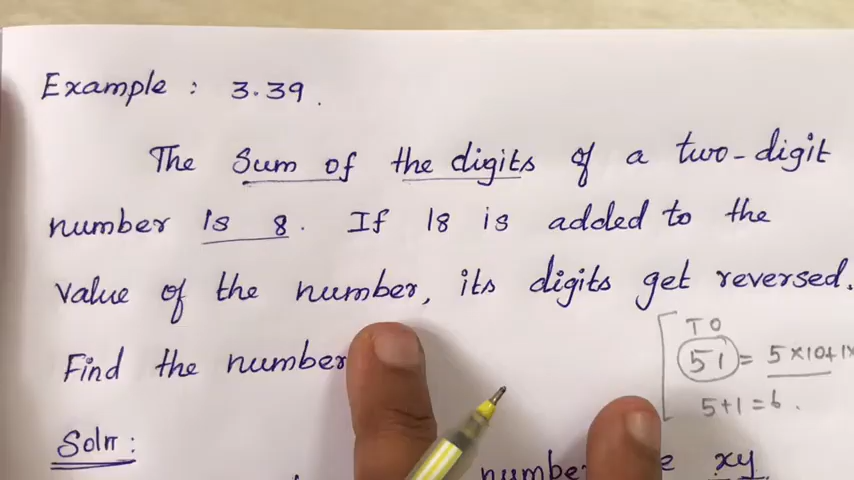 Example : 3.39.
The Sum of the digits of a two-digit
number is 8. If 18 is added to the
value of the number, its digits get reversed.
Find the number
T O
51 = 5×10+1×
5+1=6.
Soln:
number xy